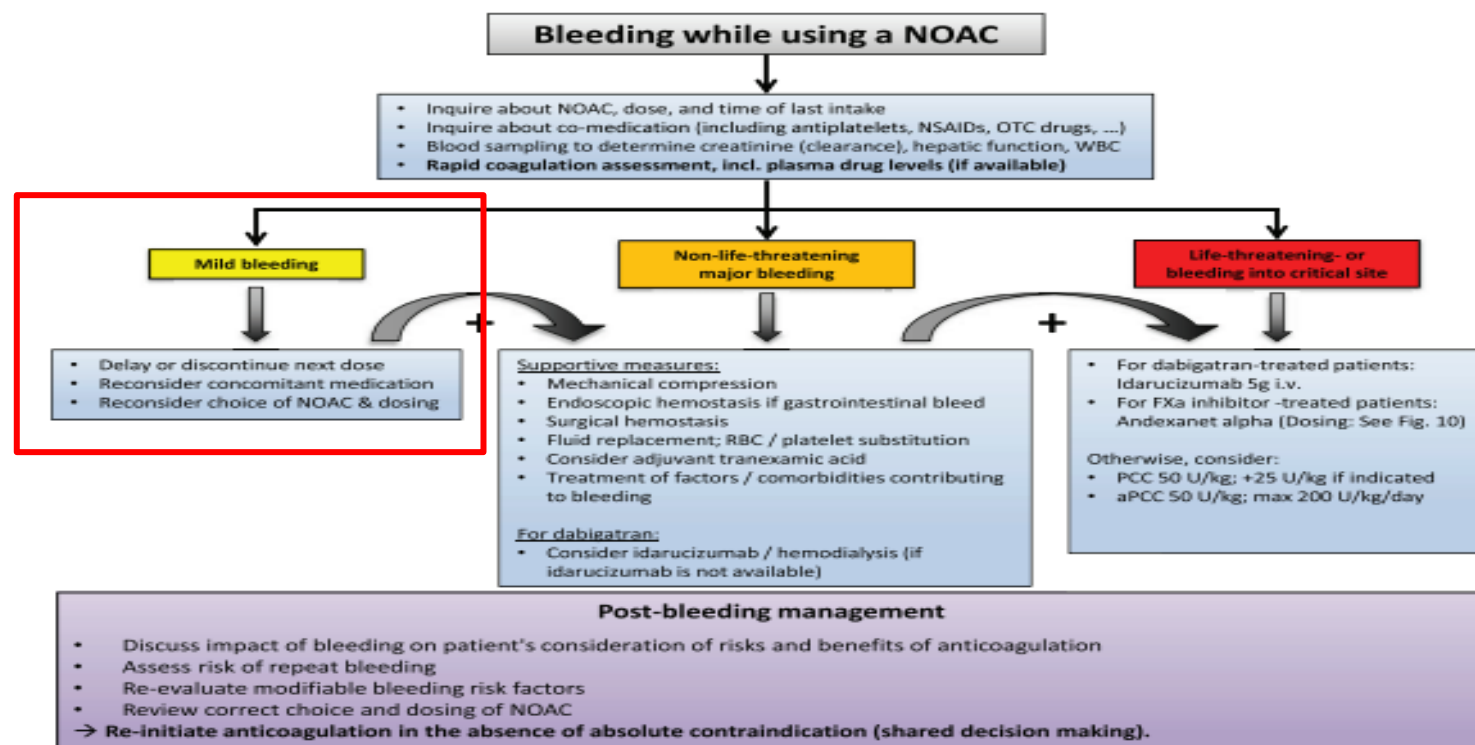 Bleeding while using a NOAC
• Inquire about NOAC, dose, and time of last intake
• Inquire about co-medication (including antiplatelets, NSAIDs, OTC drugs, ...)
• Blood sampling to determine creatinine (clearance), hepatic function, WBC
• Rapid coagulation assessment, incl. plasma drug levels (if available)
Mild bleeding
• Delay or discontinue next dose
• Reconsider concomitant medication
• Reconsider choice of NOAC & dosing
+
Non-life-threatening
major bleeding
Supportive measures:
• Mechanical compression
• Endoscopic hemostasis if gastrointestinal bleed
• Surgical hemostasis
• Fluid replacement; RBC / platelet substitution
• Consider adjuvant tranexamic acid
• Treatment of factors / comorbidities contributing
to bleeding
For dabigatran:
• Consider idarucizumab / hemodialysis (if
idarucizumab is not available)
+
Life-threatening- or
bleeding into critical site
• For dabigatran-treated patients:
Idarucizumab 5g i.v.
• For FXa inhibitor -treated patients:
Andexanet alpha (Dosing: See Fig. 10)
Otherwise, consider:
• PCC 50 U/kg; +25 U/kg if indicated
• aPCC 50 U/kg; max 200 U/kg/day
Post-bleeding management
• Discuss impact of bleeding on patient's consideration of risks and benefits of anticoagulation
• Assess risk of repeat bleeding
• Re-evaluate modifiable bleeding risk factors
• Review correct choice and dosing of NOAC
→ Re-initiate anticoagulation in the absence of absolute contraindication (shared decision making).